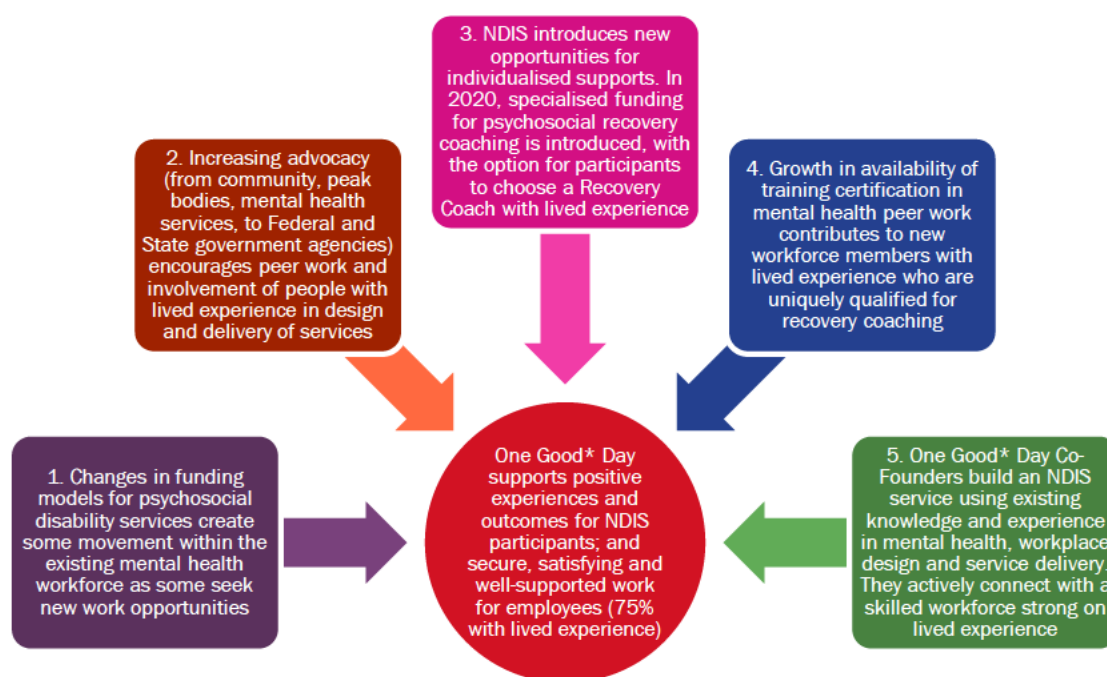 1. Changes in funding
models for psychosocial
disability services create
some movement within the
existing mental health
workforce as some seek
new work opportunities
2. Increasing advocacy
(from community, peak
bodies, mental health
services, to Federal and
State government agencies)
encourages peer work and
involvement of people with
lived experience in design
and delivery of services
3. NDIS introduces new
opportunities for
individualised supports. In
2020, specialised funding
for psychosocial recovery
coaching is introduced, with
the option for participants
to choose a Recovery
Coach with lived experience
4. Growth in availability of
training certification in
mental health peer work
contributes to new
workforce members with
lived experience who are
uniquely qualified for
recovery coaching
5. One Good* Day Co-
Founders build an NDIS
service using existing
knowledge and experience
in mental health, workplace
design and service delivery.
They actively connect with a
skilled workforce strong on
lived experience
One Good* Day
supports positive
experiences and
outcomes for NDIS
participants; and
secure, satisfying and
well-supported work
for employees (75%
with lived experience)